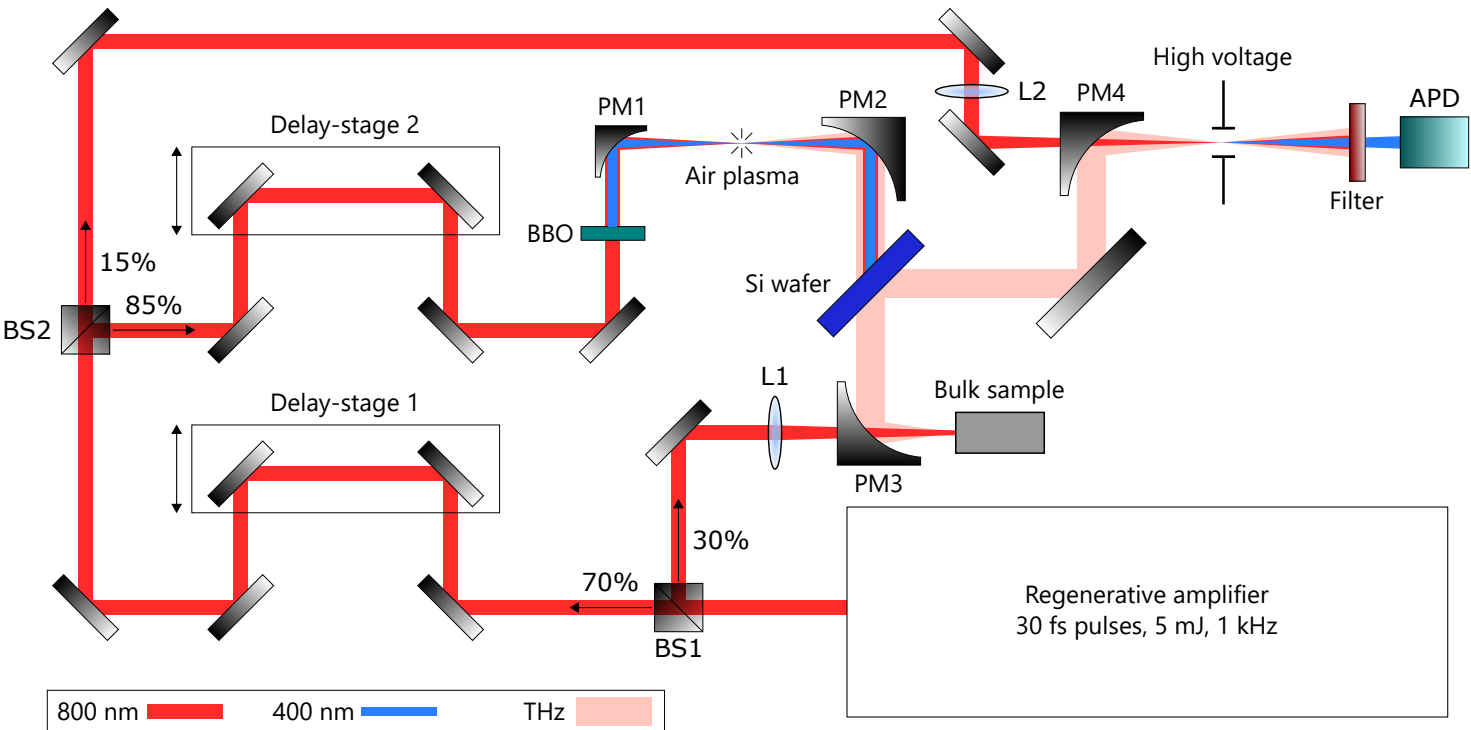 High voltage
L2
PM4
APD
PM1
PM2
Delay-stage 2
Air plasma
Filter
BBO
15%
85%
Si wafer
BS2
L1
Bulk sample
Delay-stage 1
PM3
30%
70%
BS1
Regenerative amplifier
30 fs pulses, 5 mJ, 1 kHz
800 nm
400 nm
THz